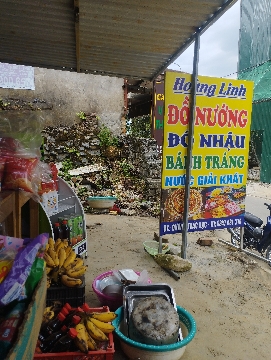 Hoàng Linh
ĐỒ NƯỚNG
ĐỒ NHẬU
BÁNH TRÁNG
NƯỚC GIẢI KHÁT